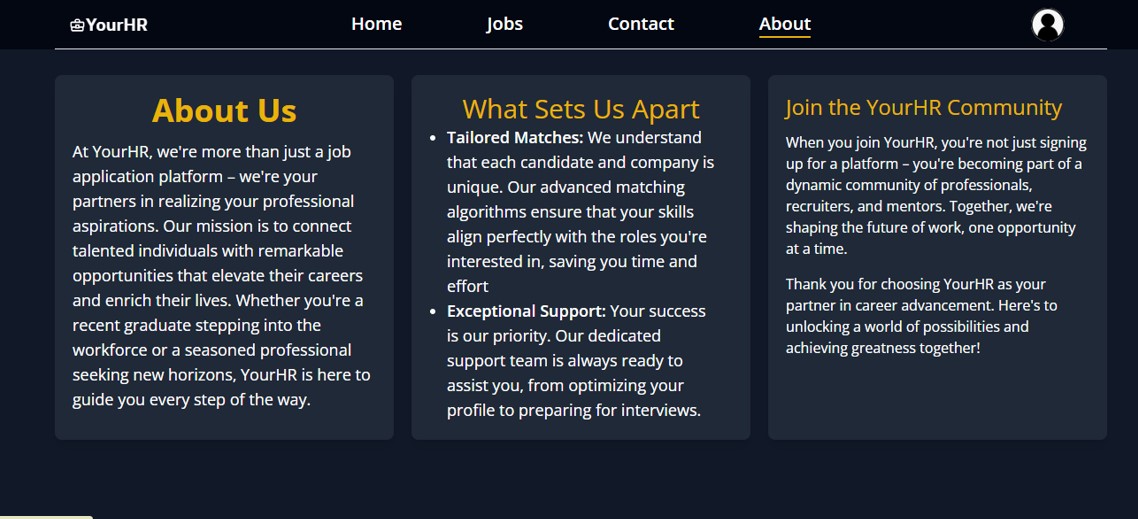 YourHR
Home
Jobs
Contact
About
About Us
At YourHR, we're more than just a job
application platform – we're your
partners in realizing your professional
aspirations. Our mission is to connect
talented individuals with remarkable
opportunities that elevate their careers
and enrich their lives. Whether you're a
recent graduate stepping into the
workforce or a seasoned professional
seeking new horizons, YourHR is here to
guide you every step of the way.
What Sets Us Apart
• Tailored Matches: We understand
that each candidate and company is
unique. Our advanced matching
algorithms ensure that your skills
align perfectly with the roles you're
interested in, saving you time and
effort
• Exceptional Support: Your success
is our priority. Our dedicated
support team is always ready to
assist you, from optimizing your
profile to preparing for interviews.
Join the YourHR Community
When you join YourHR, you're not just signing
up for a platform – you're becoming part of a
dynamic community of professionals,
recruiters, and mentors. Together, we're
shaping the future of work, one opportunity
at a time.
Thank you for choosing YourHR as your
partner in career advancement. Here's to
unlocking a world of possibilities and
achieving greatness together!